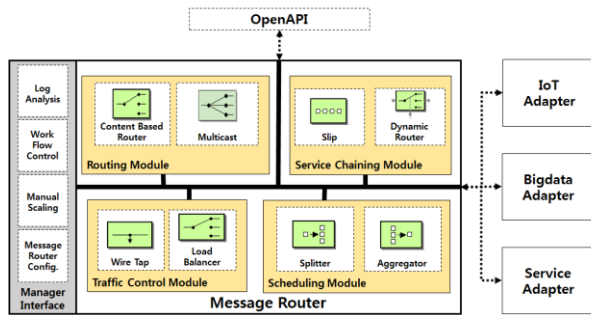 OpenAPI
Log
Analysis
Work
Flow
Control
Manual
Scaling
Message
Router
Config.
Manager
Interface
Content Based
Router
Multicast
Routing Module
Slip
Dynamic
Router
Service Chaining Module
Wire Tap
Load
Balancer
Traffic Control Module
Splitter
Aggregator
Scheduling Module
Message Router
IoT
Adapter
Bigdata
Adapter
Service
Adapter